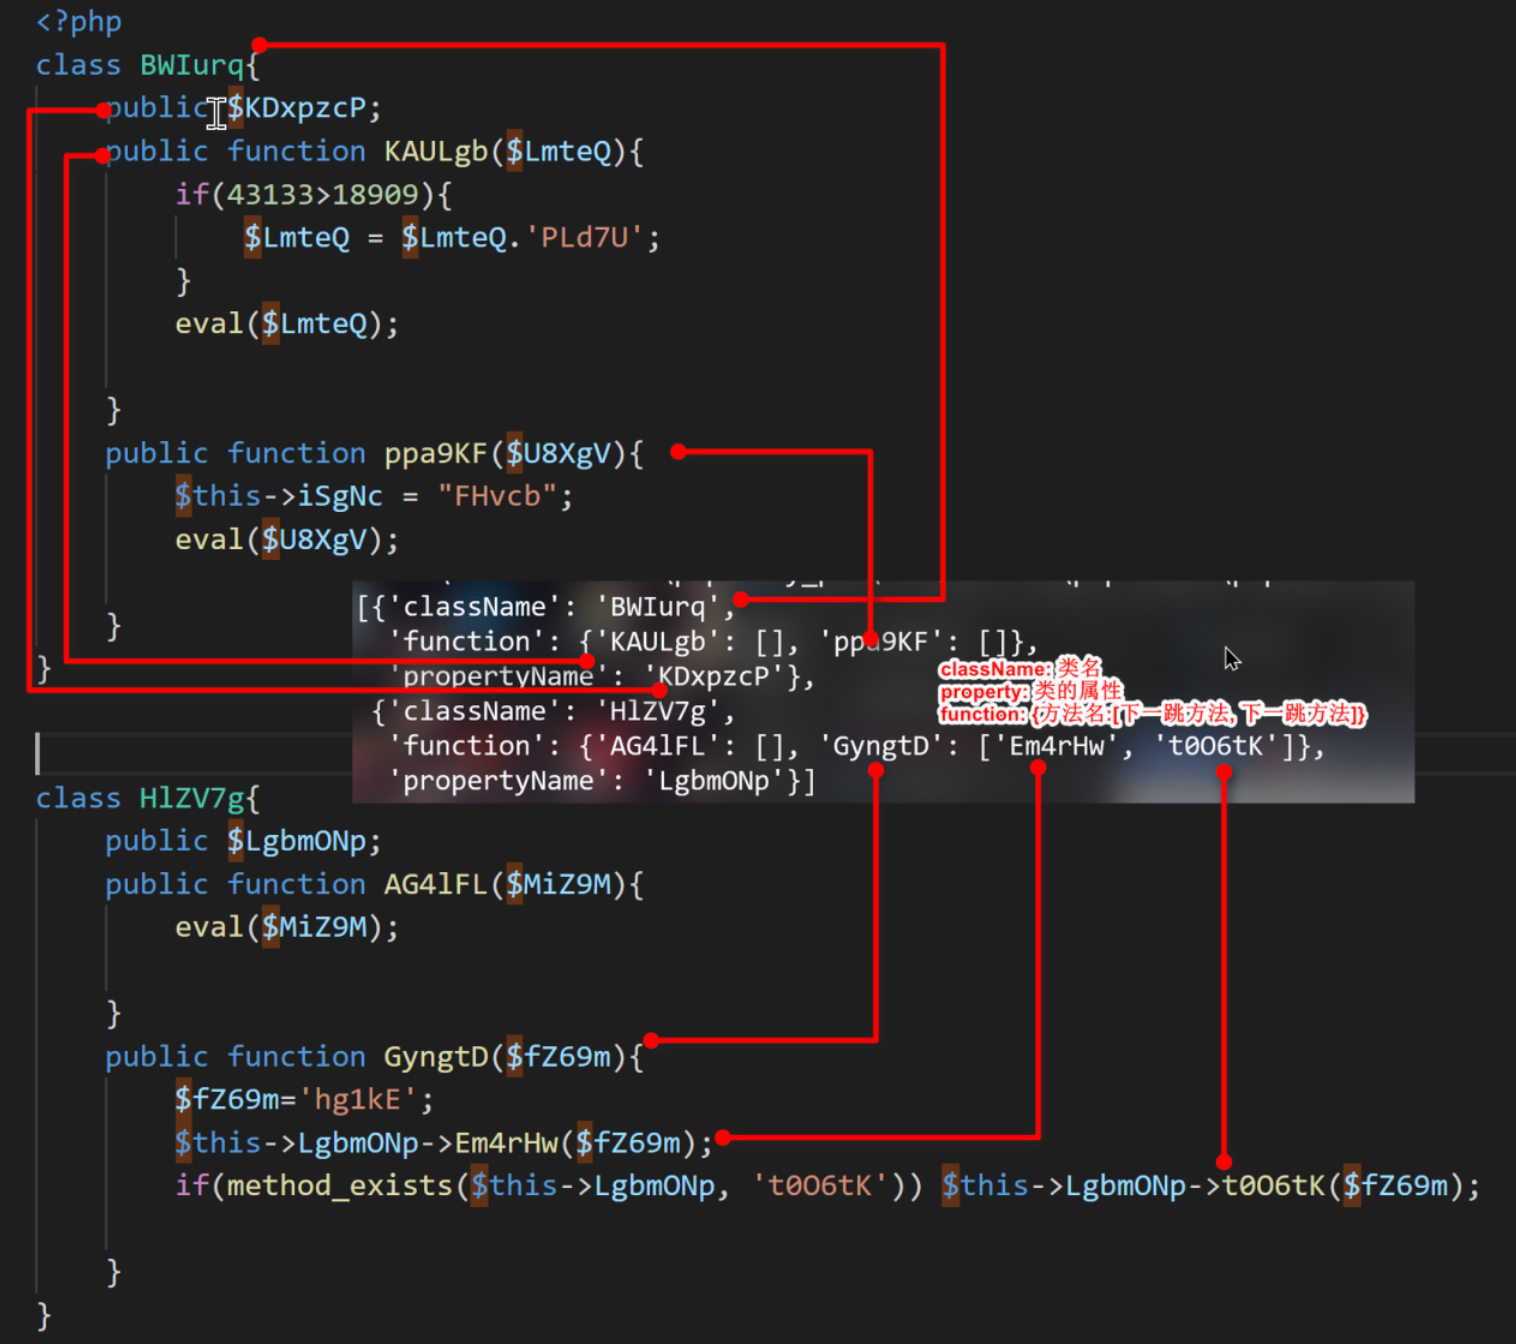 <?php
class BWIurq{
public $KDxpzcP;
public function KAULgb($LmteQ){
if(43133>18909){
$LmteQ = $LmteQ.'PLd7U';
}
eval($LmteQ);
}
public function ppa9KF($U8XgV){
$this->iSgNc = "FHvcb";
eval($U8XgV);
}
}
[{'className': 'BWIurq',
'function': {'KAULgb': [], 'ppa9KF': []},
'propertyName': 'KDxpzcP'},
{'className': 'HlZV7g',
'function': {'AG4lFL': [], 'GyngtD': ['Em4rHw', 't0O6tK']},
'propertyName': 'LgbmONp'}]
className: 类名
property: 类的属性
function: {方法名:[下一跳方法, 下一跳方法]}
class HlZV7g{
public $LgbmONp;
public function AG4lFL($MiZ9M){
eval($MiZ9M);
}
public function GyngtD($fZ69m){
$fZ69m='hg1kE';
$this->LgbmONp->Em4rHw($fZ69m);
if(method_exists($this->LgbmONp, 't0O6tK')) $this->LgbmONp->t0O6tK($fZ69m);
}
}